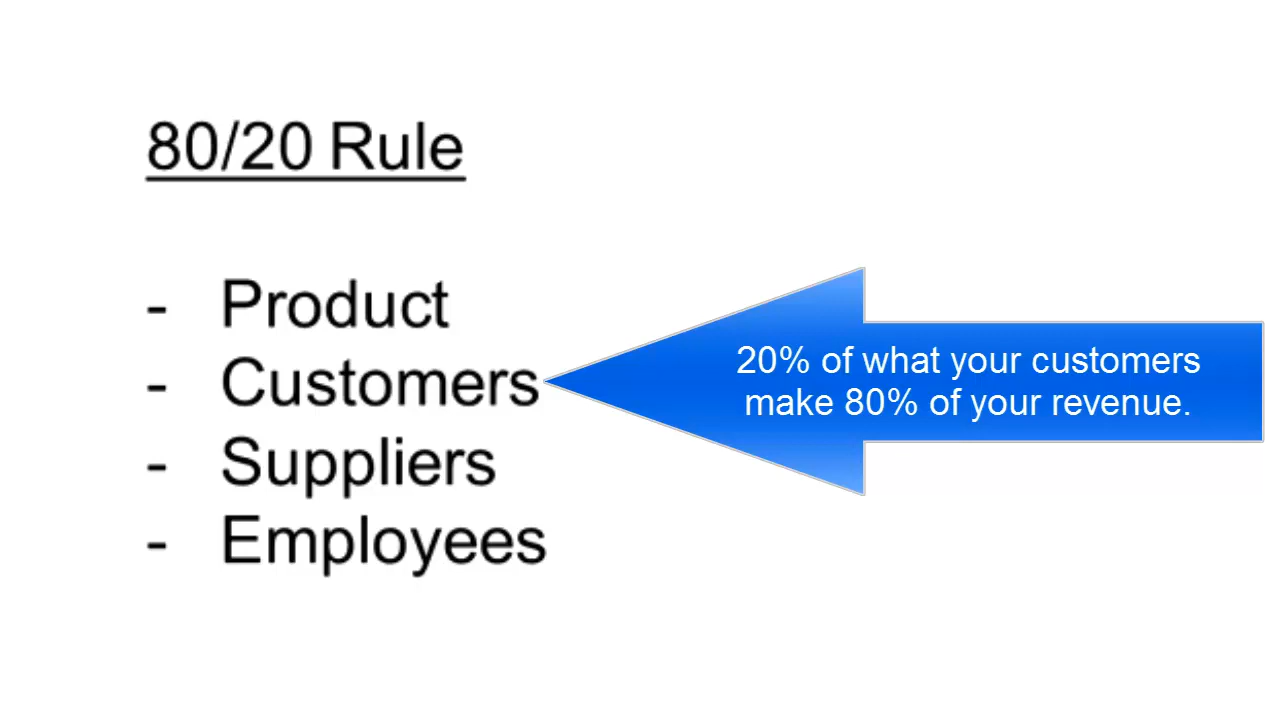 80/20 Rule
- Product
- Customers
20% of what your customers
make 80% of your revenue.
- Suppliers
- Employees